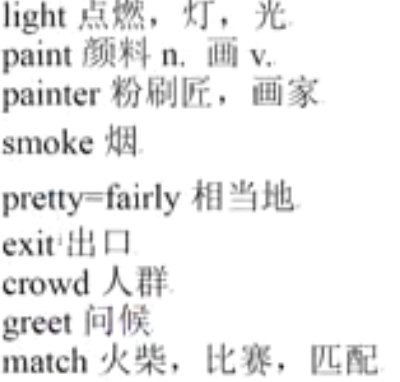 light 点燃，灯，光
paint 颜料 n. 画 v.
painter 粉刷匠，画家
smoke 烟
pretty=fairly 相当地
exit 出口
crowd 人群
greet 问候
match 火柴，比赛，匹配